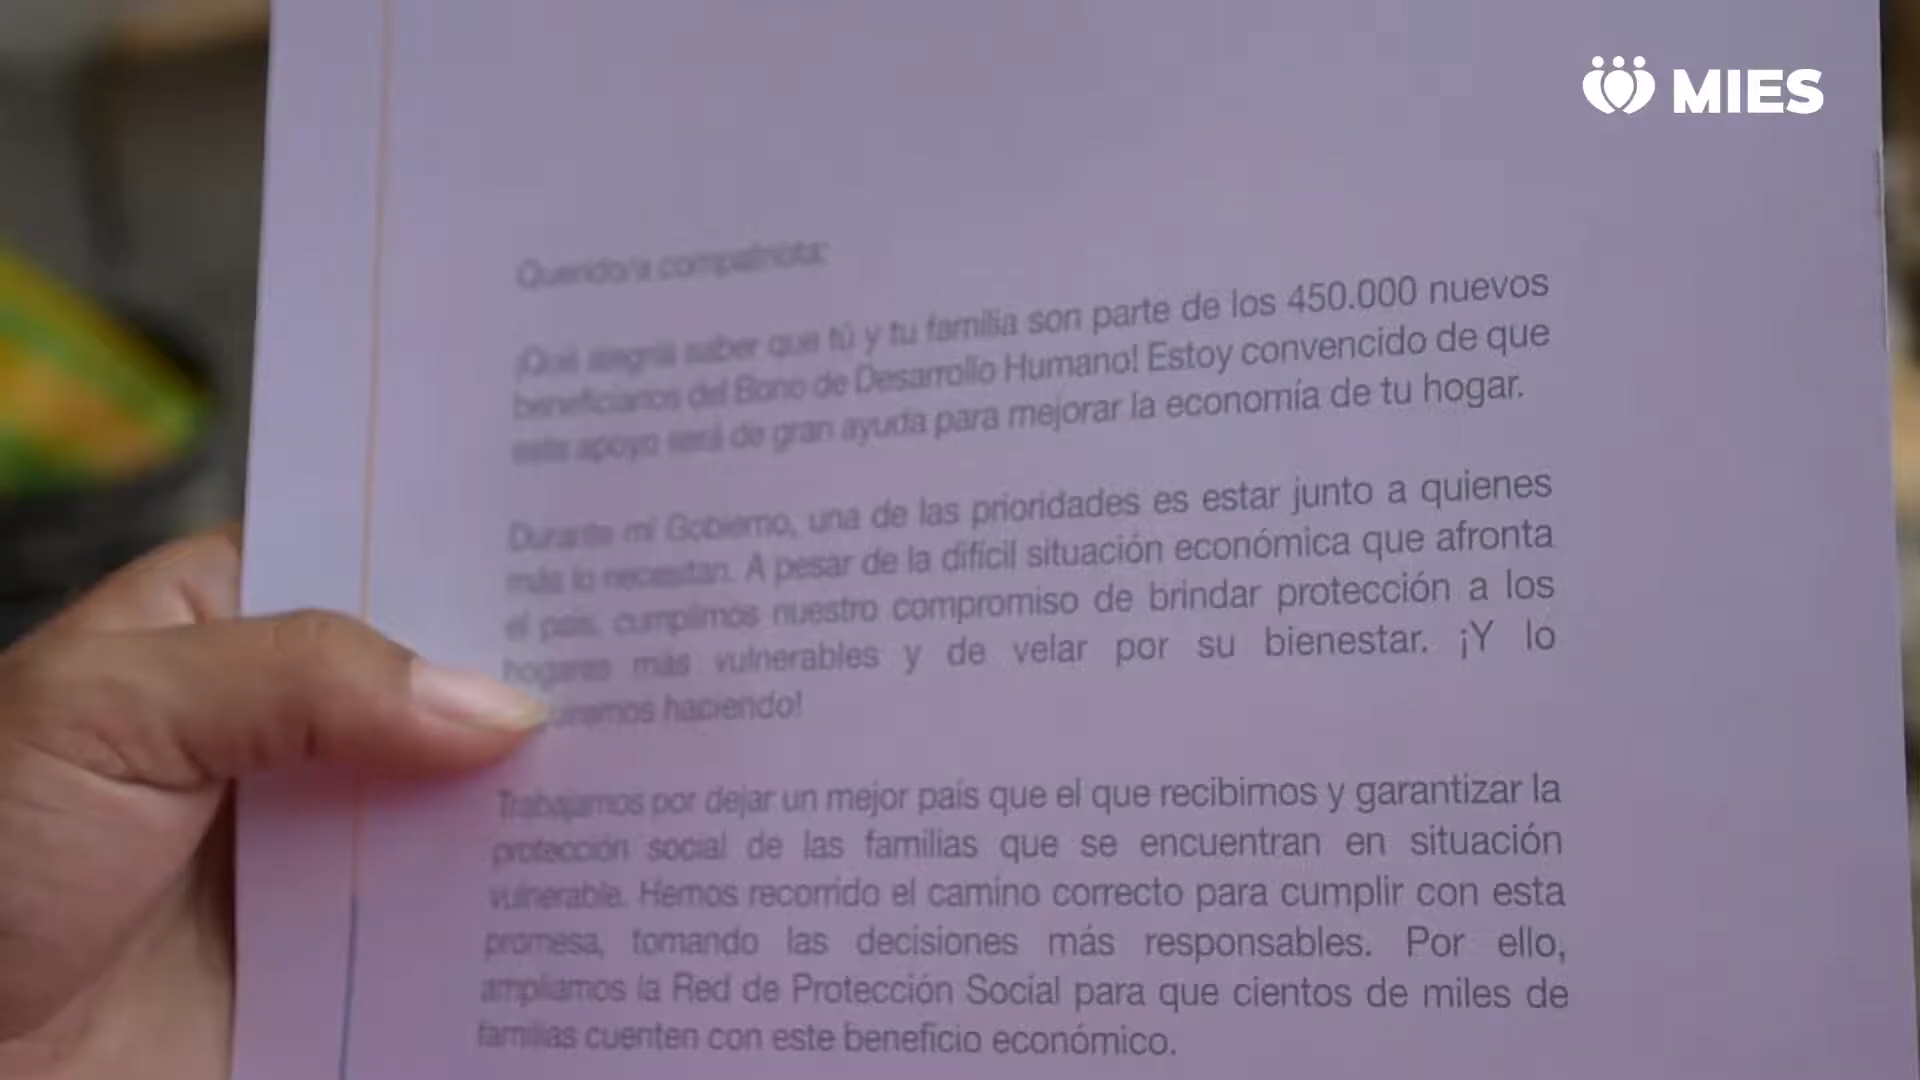 MIES
Querido/a compatriota:
¡Qué alegría saber que tú y tu familia son parte de los 450.000 nuevos
beneficiarios del Bono de Desarrollo Humano! Estoy convencido de que
este apoyo será de gran ayuda para mejorar la economía de tu hogar.
Durante mi Gobierno, una de las prioridades es estar junto a quienes
más lo necesitan. A pesar de la difícil situación económica que afronta
el país, cumplimos nuestro compromiso de brindar protección a los
hogares más vulnerables y de velar por su bienestar. ¡Y lo
uiremos haciendo!
Trabajamos por dejar un mejor país que el que recibimos y garantizar la
protección social de las familias que se encuentran en situación
vulnerable. Hemos recorrido el camino correcto para cumplir con esta
promesa, tomando las decisiones más responsables. Por ello,
ampliamos la Red de Protección Social para que cientos de miles de
familias cuenten con este beneficio económico.